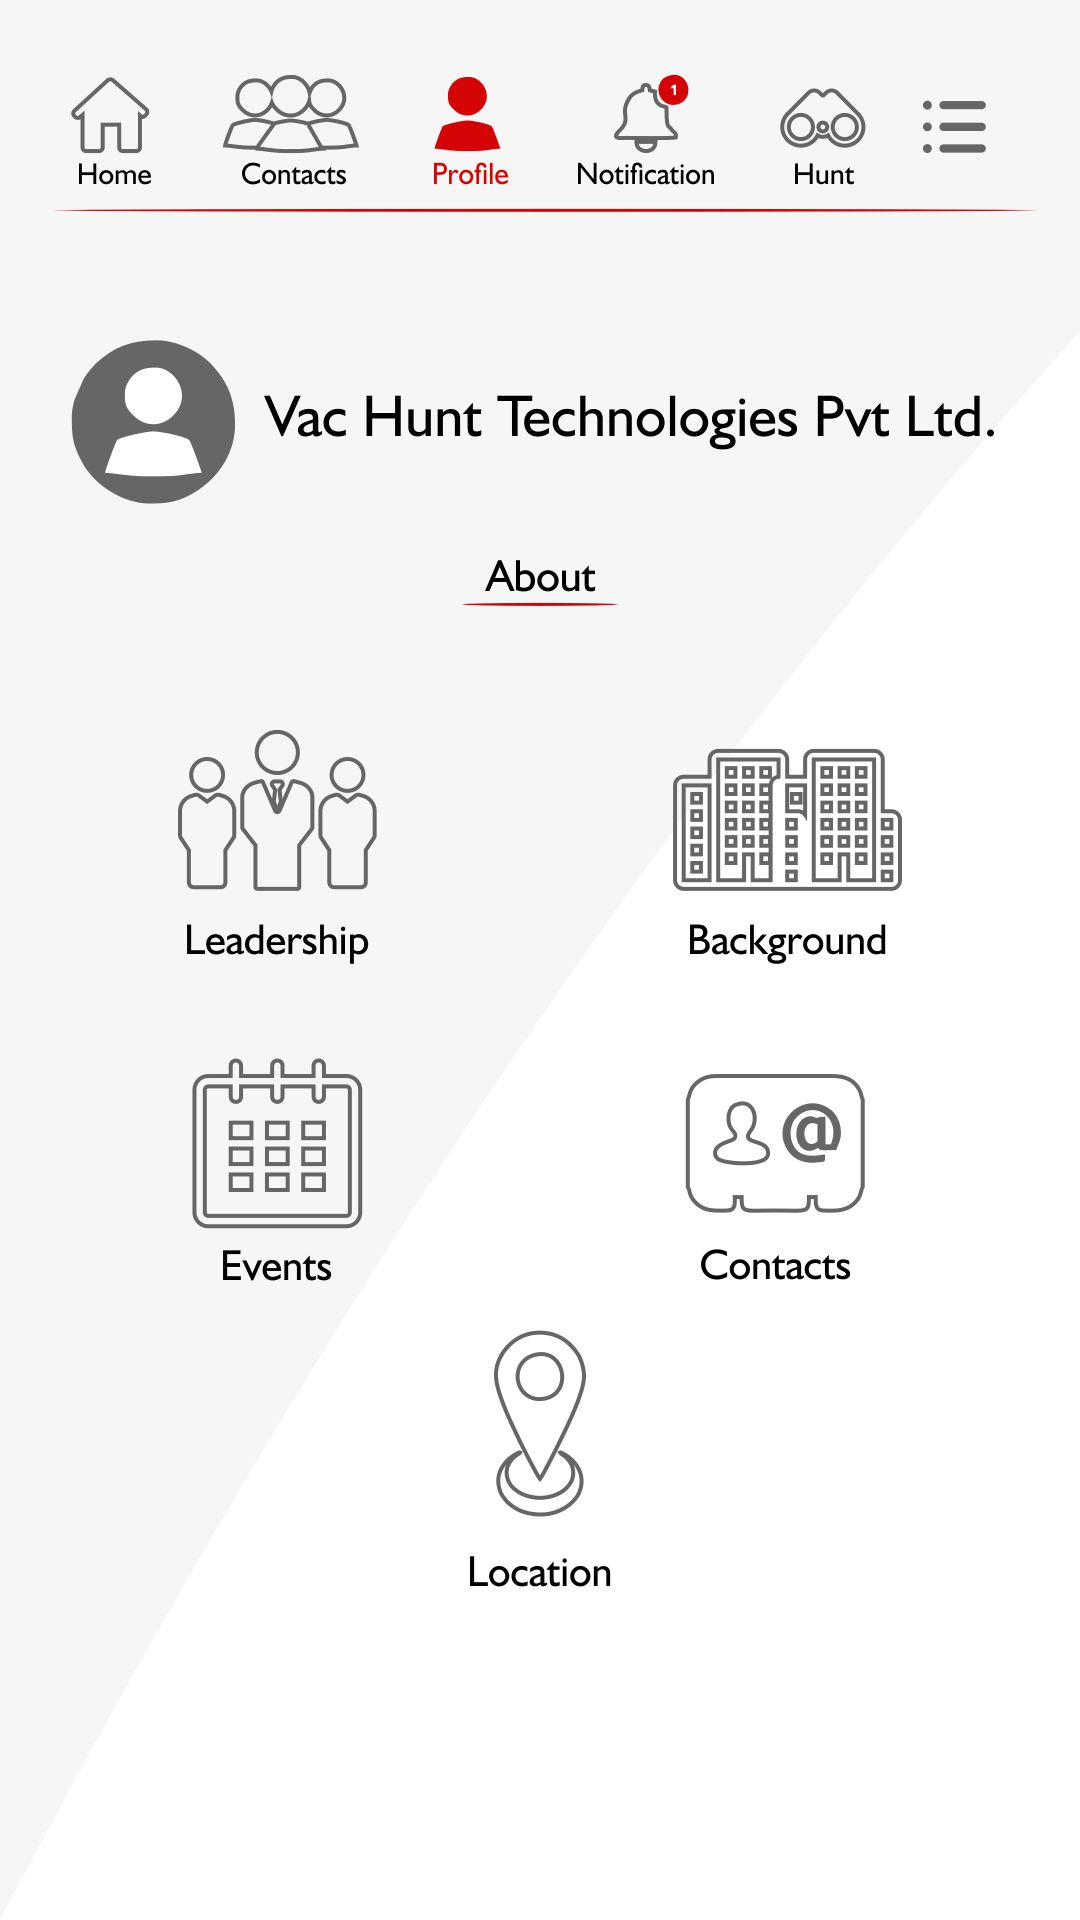 1
Home Contacts Profile Notification Hunt
Vac Hunt Technologies Pvt Ltd.
About
Leadership Background
@
Events Contacts
Location